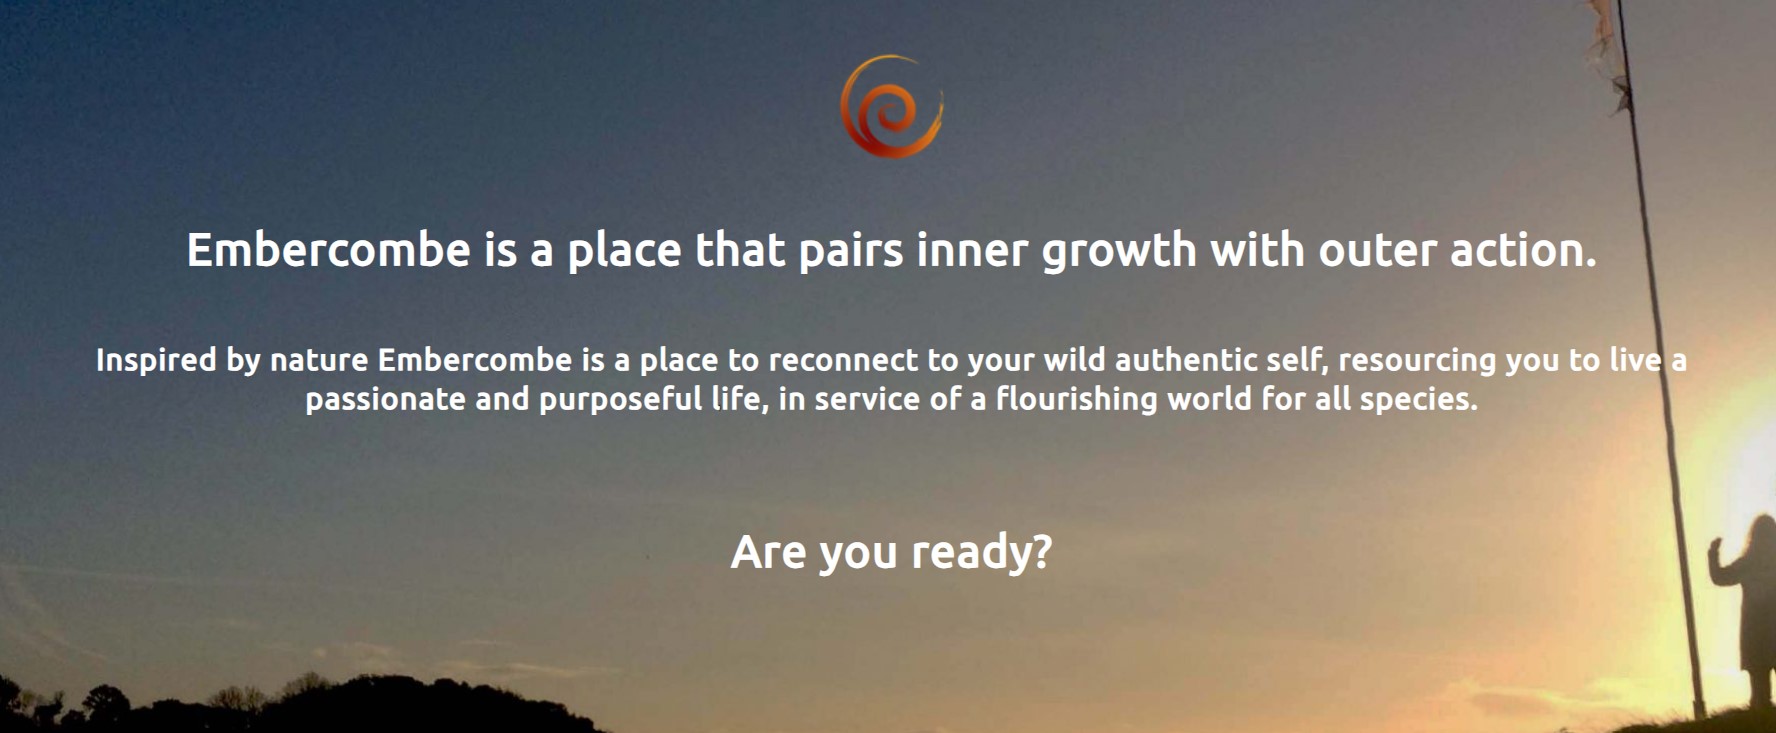 Embercombe is a place that pairs inner growth with outer action.
Inspired by nature Embercombe is a place to reconnect to your wild authentic self, resourcing you to live a
passionate and purposeful life, in service of a flourishing world for all species.
Are you ready?